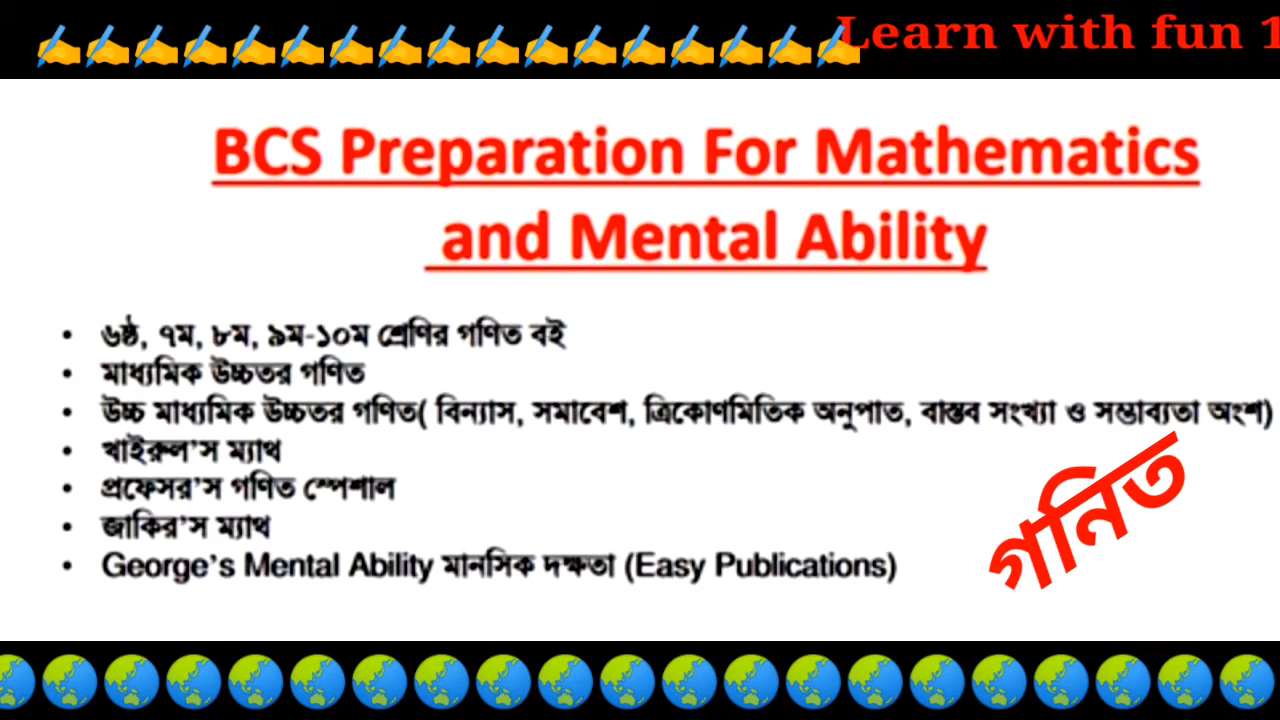 Learn with fun 1
BCS Preparation For Mathematics
and Mental Ability
• ৬ষ্ঠ, ৭ম, ৮ম, ৯ম-১০ম শ্রেণির গণিত বই
• মাধ্যমিক উচ্চতর গণিত
• উচ্চ মাধ্যমিক উচ্চতর গণিত( বিন্যাস, সমাবেশ, ত্রিকোণমিতিক অনুপাত, বাস্তব সংখ্যা ও সম্ভাব্যতা অংশ)
• খাইরুল’স ম্যাথ
• প্রফেসর’স গণিত স্পেশাল
• জাকির’স ম্যাথ
• George’s Mental Ability মানসিক দক্ষতা (Easy Publications)
গনিত